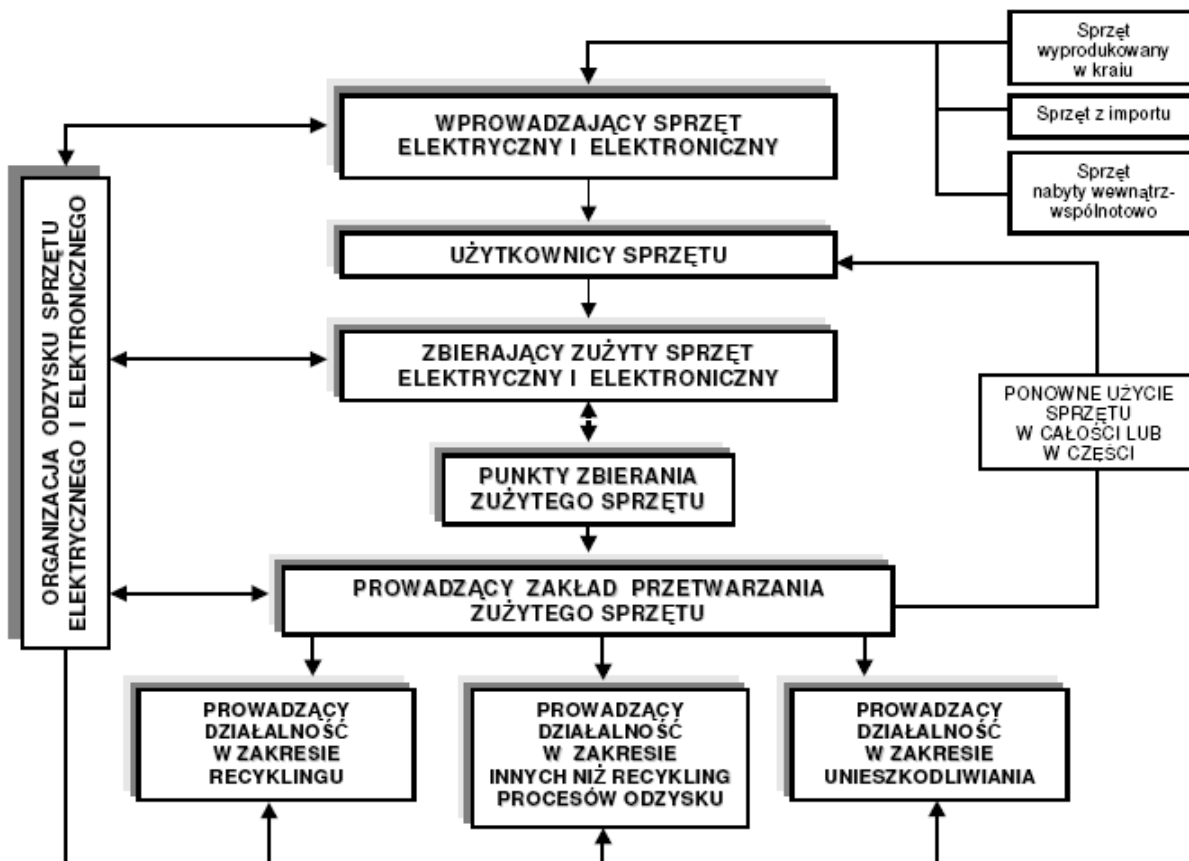 Sprzęt
wyprodukowany
w kraiu
Sprzęt z importu
Sprzęt
nabyty wewnątrz-
wspólnotowo
WPROWADZAJĄCY SPRZĘT
ELEKTRYCZNY I ELEKTRONICZNY
UŻYTKOWNICY SPRZĘTU
ZBIERAJĄCY ZUŻYTY SPRZĘT
ELEKTRYCZNY I ELEKTRONICZNY
PUNKTY ZBIERANIA
ZUŻYTEGO SPRZĘTU
PROWADZĄCY ZAKŁAD PRZETWARZANIA
ZUŻYTEGO SPRZĘTU
PONOWNE UŻYCIE
SPRZĘTU
W CAŁOŚCI LUB
W CZĘŚCI
ORGANIZACJA ODZYSKU SPRZĘTU
ELEKTRYCZNEGO I ELEKTRONICZNEGO
PROWADZĄCY
DZIAŁALNOŚĆ
W ZAKRESIE
RECYKLINGU
PROWADZĄCY
DZIAŁALNOŚĆ
W ZAKRESIE
INNYCH NIŻ RECYKLING
PROCESÓW ODZYSKU
PROWADZACY
DZIAŁALNOŚĆ
W ZAKRESIE
UNIESZKODLIWIANIA